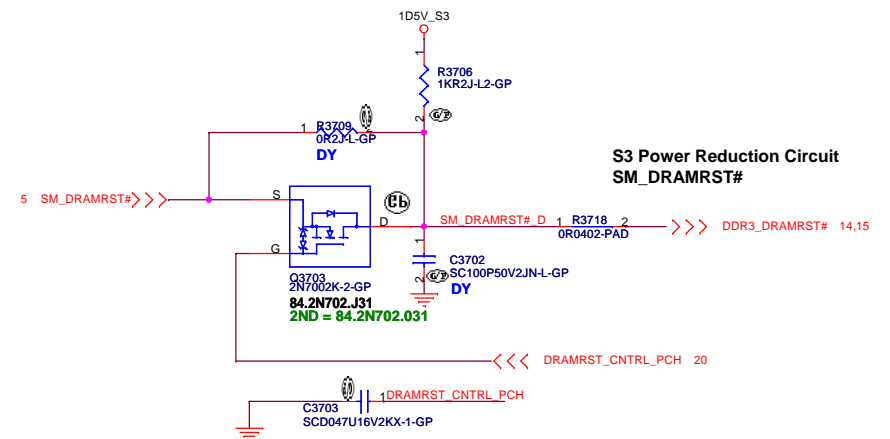 1D5V_S3
1
R3706
1KR2J-L2-GP
2
1 R3709 2
0R2J-L-GP
DY
S3 Power Reduction Circuit
SM_DRAMRST#
5 SM_DRAMRST#
S
D
G
SM_DRAMRST#_D
1 R3718 2
0R0402-PAD
DDR3_DRAMRST# 14,15
1
C3702
SC100P50V2JN-L-GP
2
DY
Q3703
2N7002K-2-GP
84.2N702.J31
2ND = 84.2N702.031
DRAMRST_CNTRL_PCH 20
1 DRAMRST_CNTRL_PCH
C3703
SCD047U16V2KX-1-GP